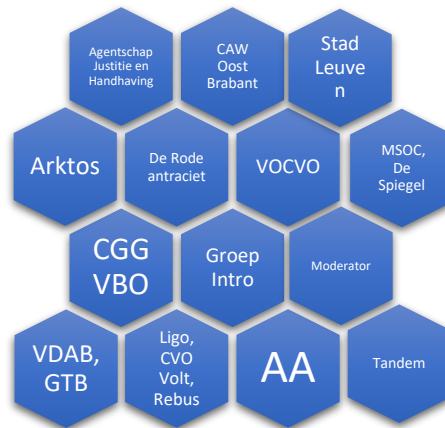 Agentschap
Justitie en
Handhaving
CAW
Oost
Brabant
Stad
Leuve
n
Arktos
De Rode
antraciet
VOCVO
MSOC,
De
Spiegel
CGG
VBO
Groep
Intro
Moderator
VDAB,
GTB
Ligo,
CVO
Volt,
Rebus
AA
Tandem